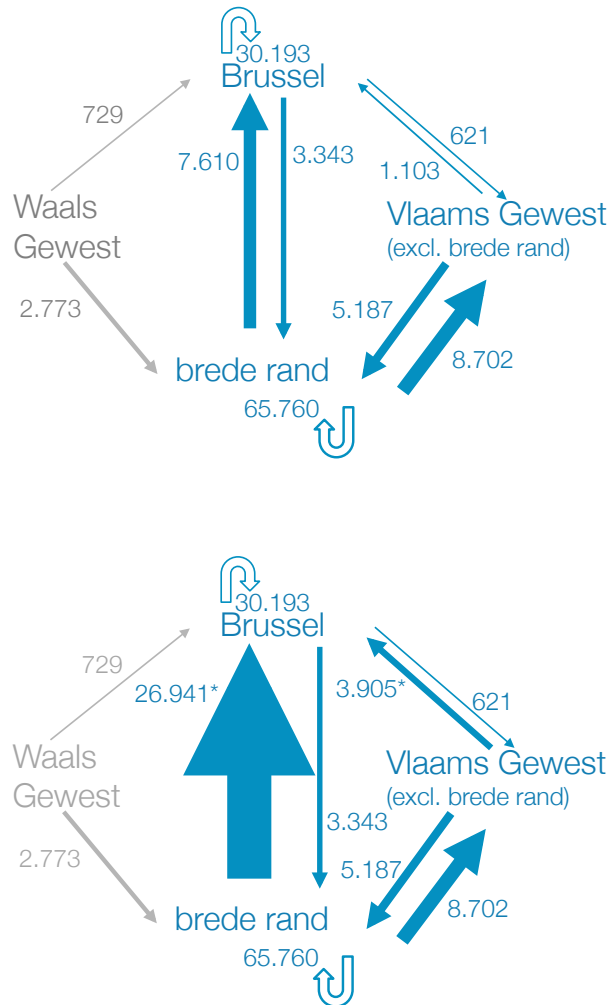 30.193
Brussel
729
621
7.610
3.343
1.103
Waals
Gewest
Vlaams Gewest
(excl. brede rand)
2.773
5.187
8.702
brede rand
65.760
30.193
Brussel
729
26.941*
3.905*
621
Waals
Gewest
Vlaams Gewest
(excl. brede rand)
3.343
2.773
5.187
8.702
brede rand
65.760